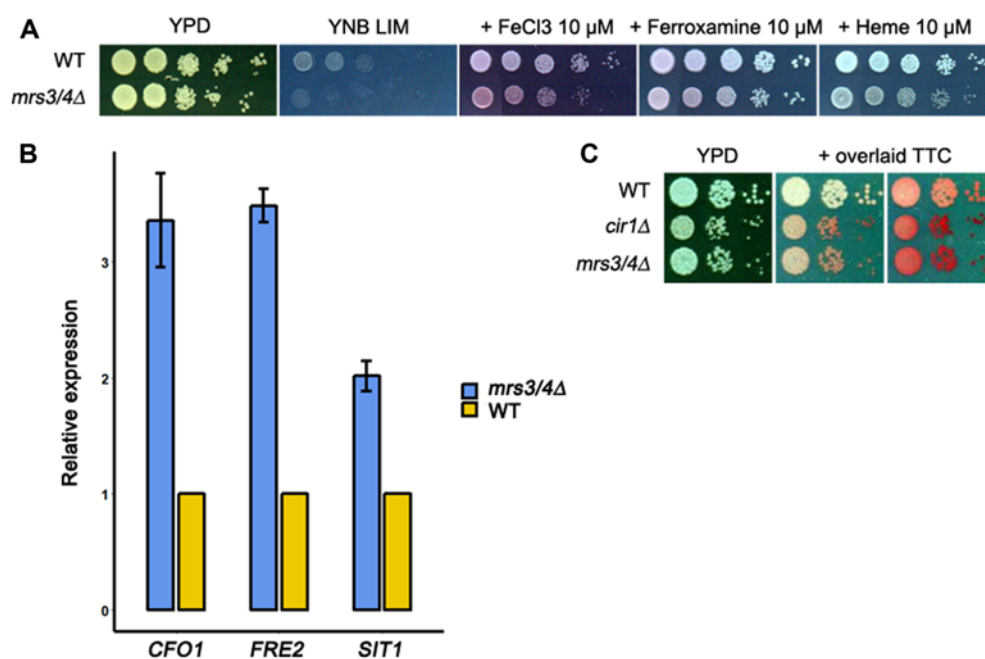 A
YPD YNB LIM + FeCl3 10 µM + Ferroxamine 10 µM + Heme 10 µM
WT
mrs3/4Δ
B
Relative expression
3
2
1
0
CFO1 FRE2 SIT1
mrs3/4Δ
WT
C
YPD + overlaid TTC
WT
cir1Δ
mrs3/4Δ